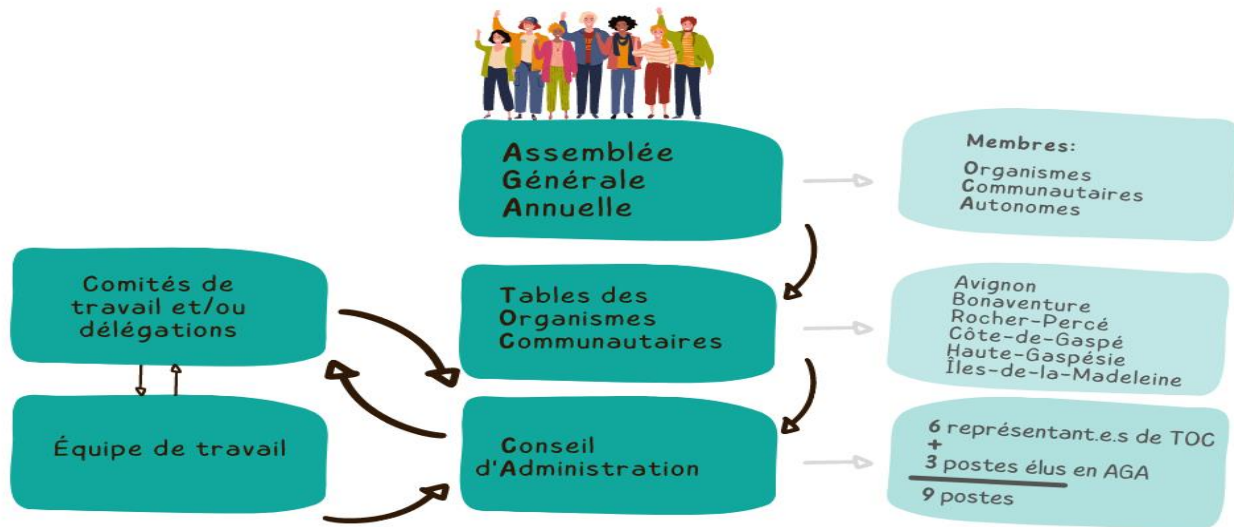 Assemblée
Générale
Annuelle
Membres:
Organismes
Communautaires
Autonomes
Comités de
travail et/ou
délégations
Tables des
Organismes
Communautaires
Avignon
Bonaventure
Rocher-Percé
Côte-de-Gaspé
Haute-Gaspésie
Îles-de-la-Madeleine
Équipe de travail
Conseil
d'Administration
6 représentant.e.s de TOC
+
3 postes élus en AGA
9 postes